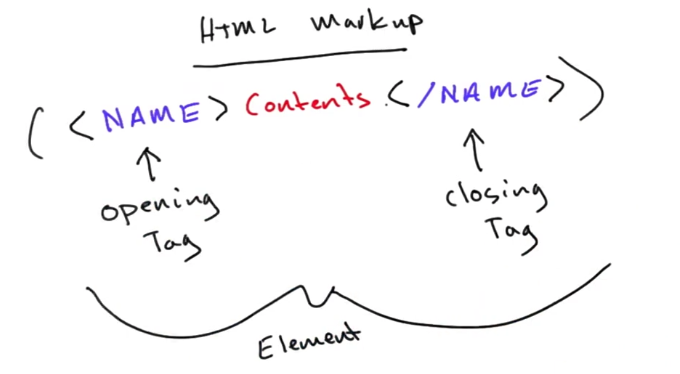 HTML Markup
(<NAME> Contents </NAME>)
opening closing
Tag Tag
Element